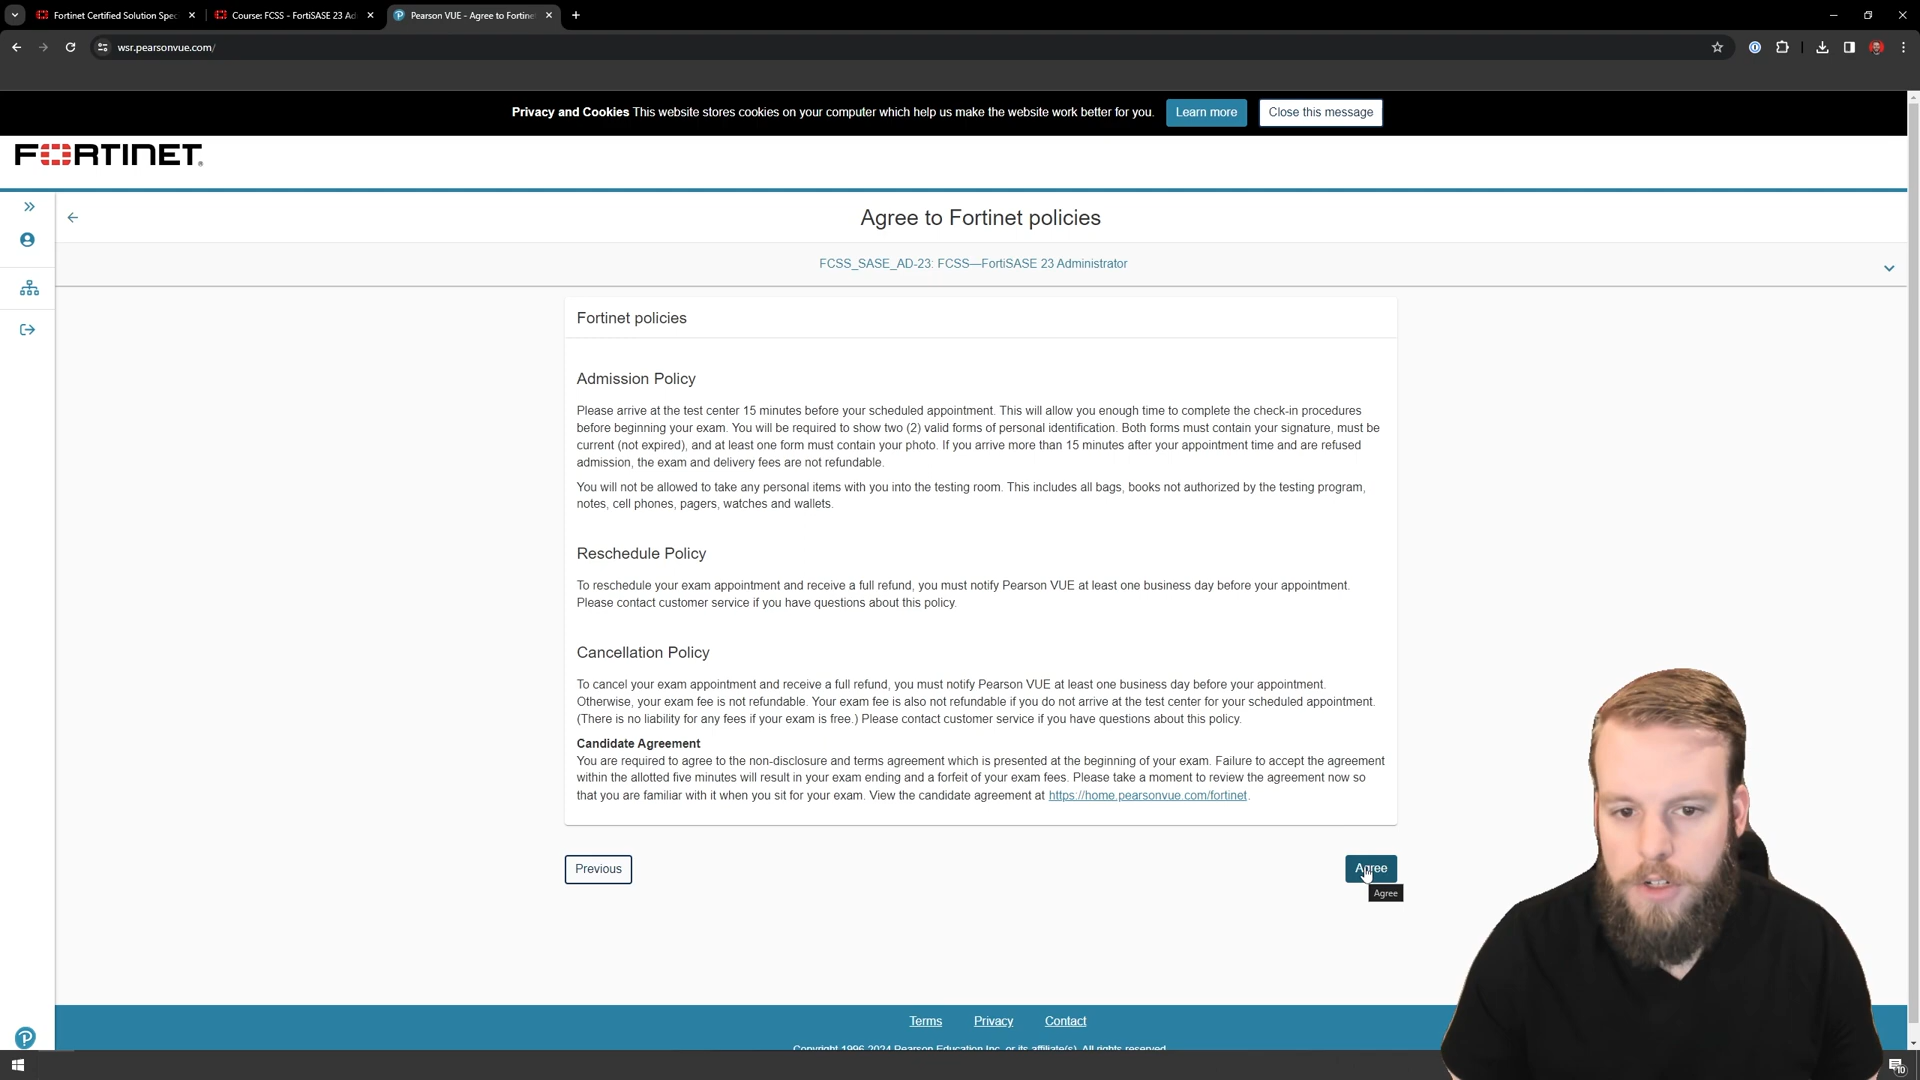 Fortinet Certified Solution Spec
Course: FCSS - FortiSASE 23 Ad
Pearson VUE - Agree to Fortine
wsr.pearsonvue.com/
Privacy and Cookies This website stores cookies on your computer which help us make the website work better for you.
Learn more
Close this message
FORTINET
Agree to Fortinet policies
FCSS_SASE_AD-23: FCSS—FortiSASE 23 Administrator
Fortinet policies
Admission Policy
Please arrive at the test center 15 minutes before your scheduled appointment. This will allow you enough time to complete the check-in procedures
before beginning your exam. You will be required to show two (2) valid forms of personal identification. Both forms must contain your signature, must be
current (not expired), and at least one form must contain your photo. If you arrive more than 15 minutes after your appointment time and are refused
admission, the exam and delivery fees are not refundable.
You will not be allowed to take any personal items with you into the testing room. This includes all bags, books not authorized by the testing program,
notes, cell phones, pagers, watches and wallets.
Reschedule Policy
To reschedule your exam appointment and receive a full refund, you must notify Pearson VUE at least one business day before your appointment.
Please contact customer service if you have questions about this policy.
Cancellation Policy
To cancel your exam appointment and receive a full refund, you must notify Pearson VUE at least one business day before your appointment.
Otherwise, your exam fee is not refundable. Your exam fee is also not refundable if you do not arrive at the test center for your scheduled appointment.
(There is no liability for any fees if your exam is free.) Please contact customer service if you have questions about this policy.
Candidate Agreement
You are required to agree to the non-disclosure and terms agreement which is presented at the beginning of your exam. Failure to accept the agreement
within the allotted five minutes will result in your exam ending and a forfeit of your exam fees. Please take a moment to review the agreement now so
that you are familiar with it when you sit for your exam. View the candidate agreement at https://home.pearsonvue.com/fortinet.
Previous
Agree
Agree
Terms
Privacy
Contact
Copyright 1996-2024 Pearson Education Inc. or its affiliate(s). All rights reserved.
10